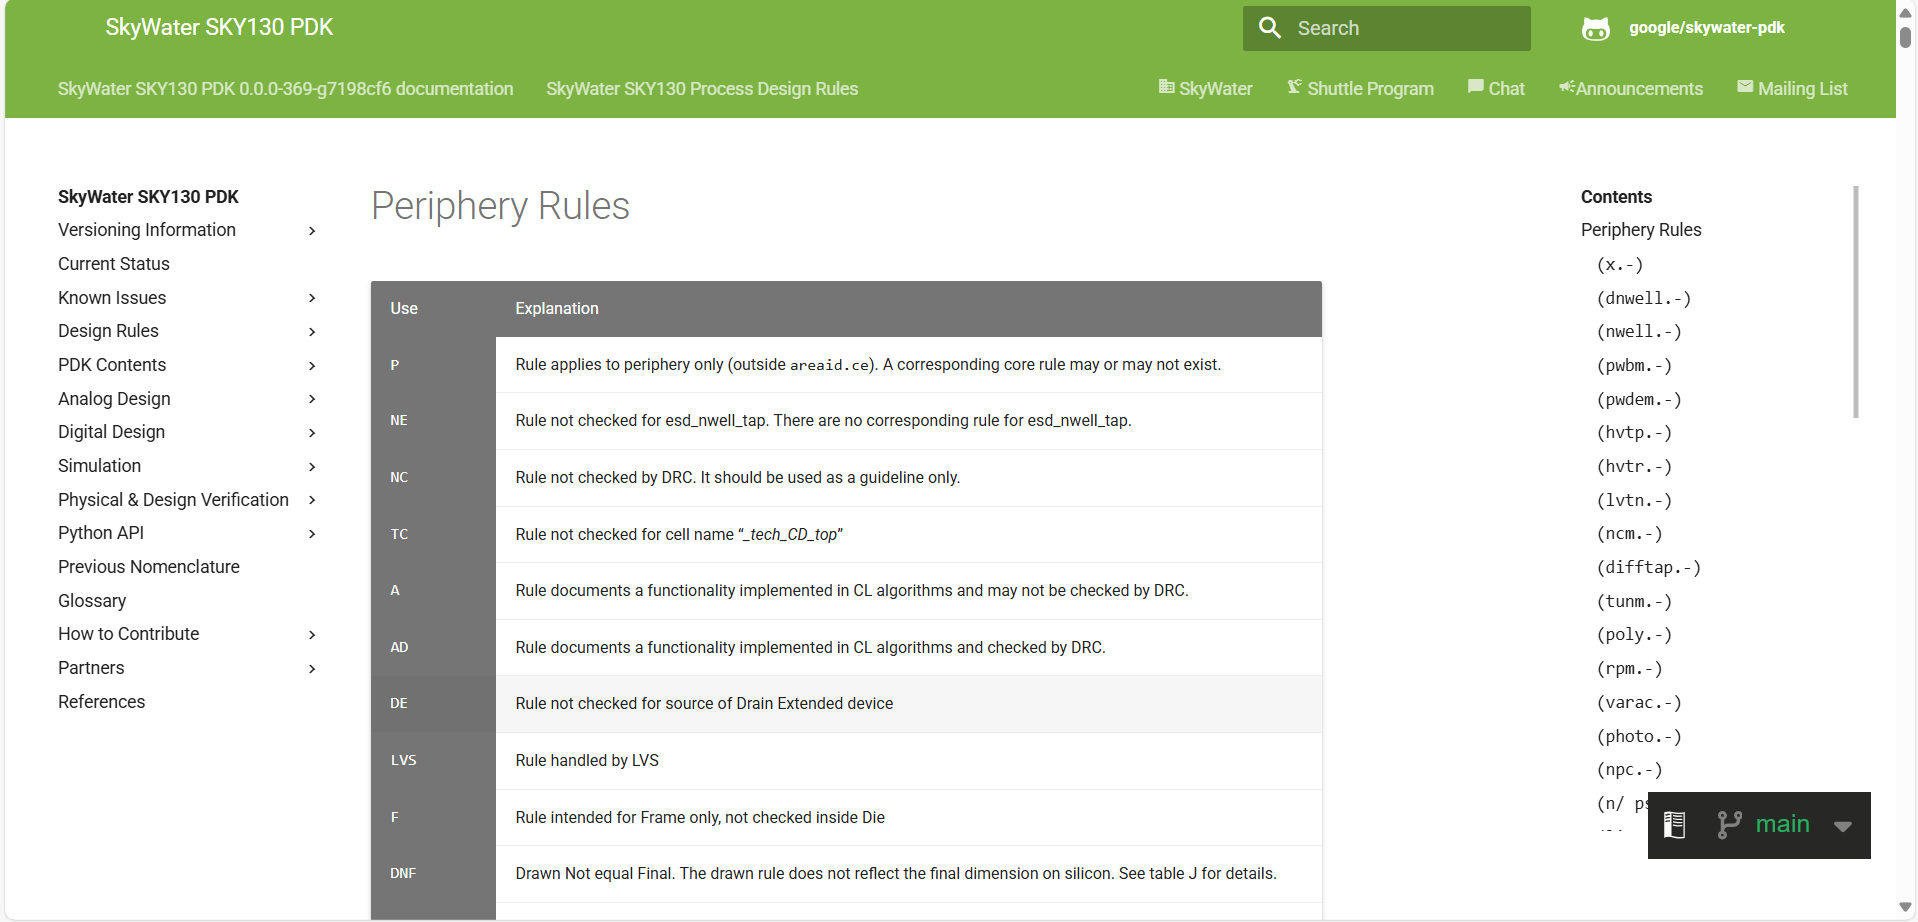 SkyWater SKY130 PDK
Search
google/skywater-pdk
SkyWater SKY130 PDK 0.0.0-369-g7198cf6 documentation
SkyWater SKY130 Process Design Rules
SkyWater
Shuttle Program
Chat
Announcements
Mailing List
SkyWater SKY130 PDK
Versioning Information
Current Status
Known Issues
Design Rules
PDK Contents
Analog Design
Digital Design
Simulation
Physical & Design Verification
Python API
Previous Nomenclature
Glossary
How to Contribute
Partners
References
Periphery Rules
Use Explanation
P Rule applies to periphery only (outside areaid.ce). A corresponding core rule may or may not exist.
NE Rule not checked for esd_nwell_tap. There are no corresponding rule for esd_nwell_tap.
NC Rule not checked by DRC. It should be used as a guideline only.
TC Rule not checked for cell name “_tech_CD_top”
A Rule documents a functionality implemented in CL algorithms and may not be checked by DRC.
AD Rule documents a functionality implemented in CL algorithms and checked by DRC.
DE Rule not checked for source of Drain Extended device
LVS Rule handled by LVS
F Rule intended for Frame only, not checked inside Die
DNF Drawn Not equal Final. The drawn rule does not reflect the final dimension on silicon. See table J for details.
Contents
Periphery Rules
(x.-)
(dnwell.-)
(nwell.-)
(pwbm.-)
(pwdem.-)
(hvtp.-)
(hvtr.-)
(lvtn.-)
(ncm.-)
(difftap.-)
(tunm.-)
(poly.-)
(rpm.-)
(varac.-)
(photo.-)
(npc.-)
(n/
main